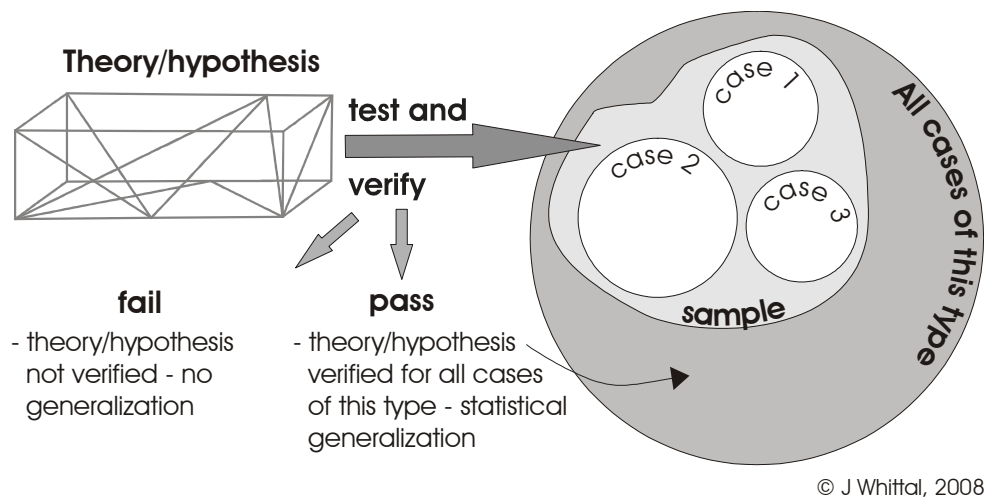 Theory/hypothesis
test and
verify
fail
- theory/hypothesis
not verified - no
generalization
pass
- theory/hypothesis
verified for all cases
of this type - statistical
generalization
case 1
case 2
case 3
sample
All cases of this type
© J Whittal, 2008